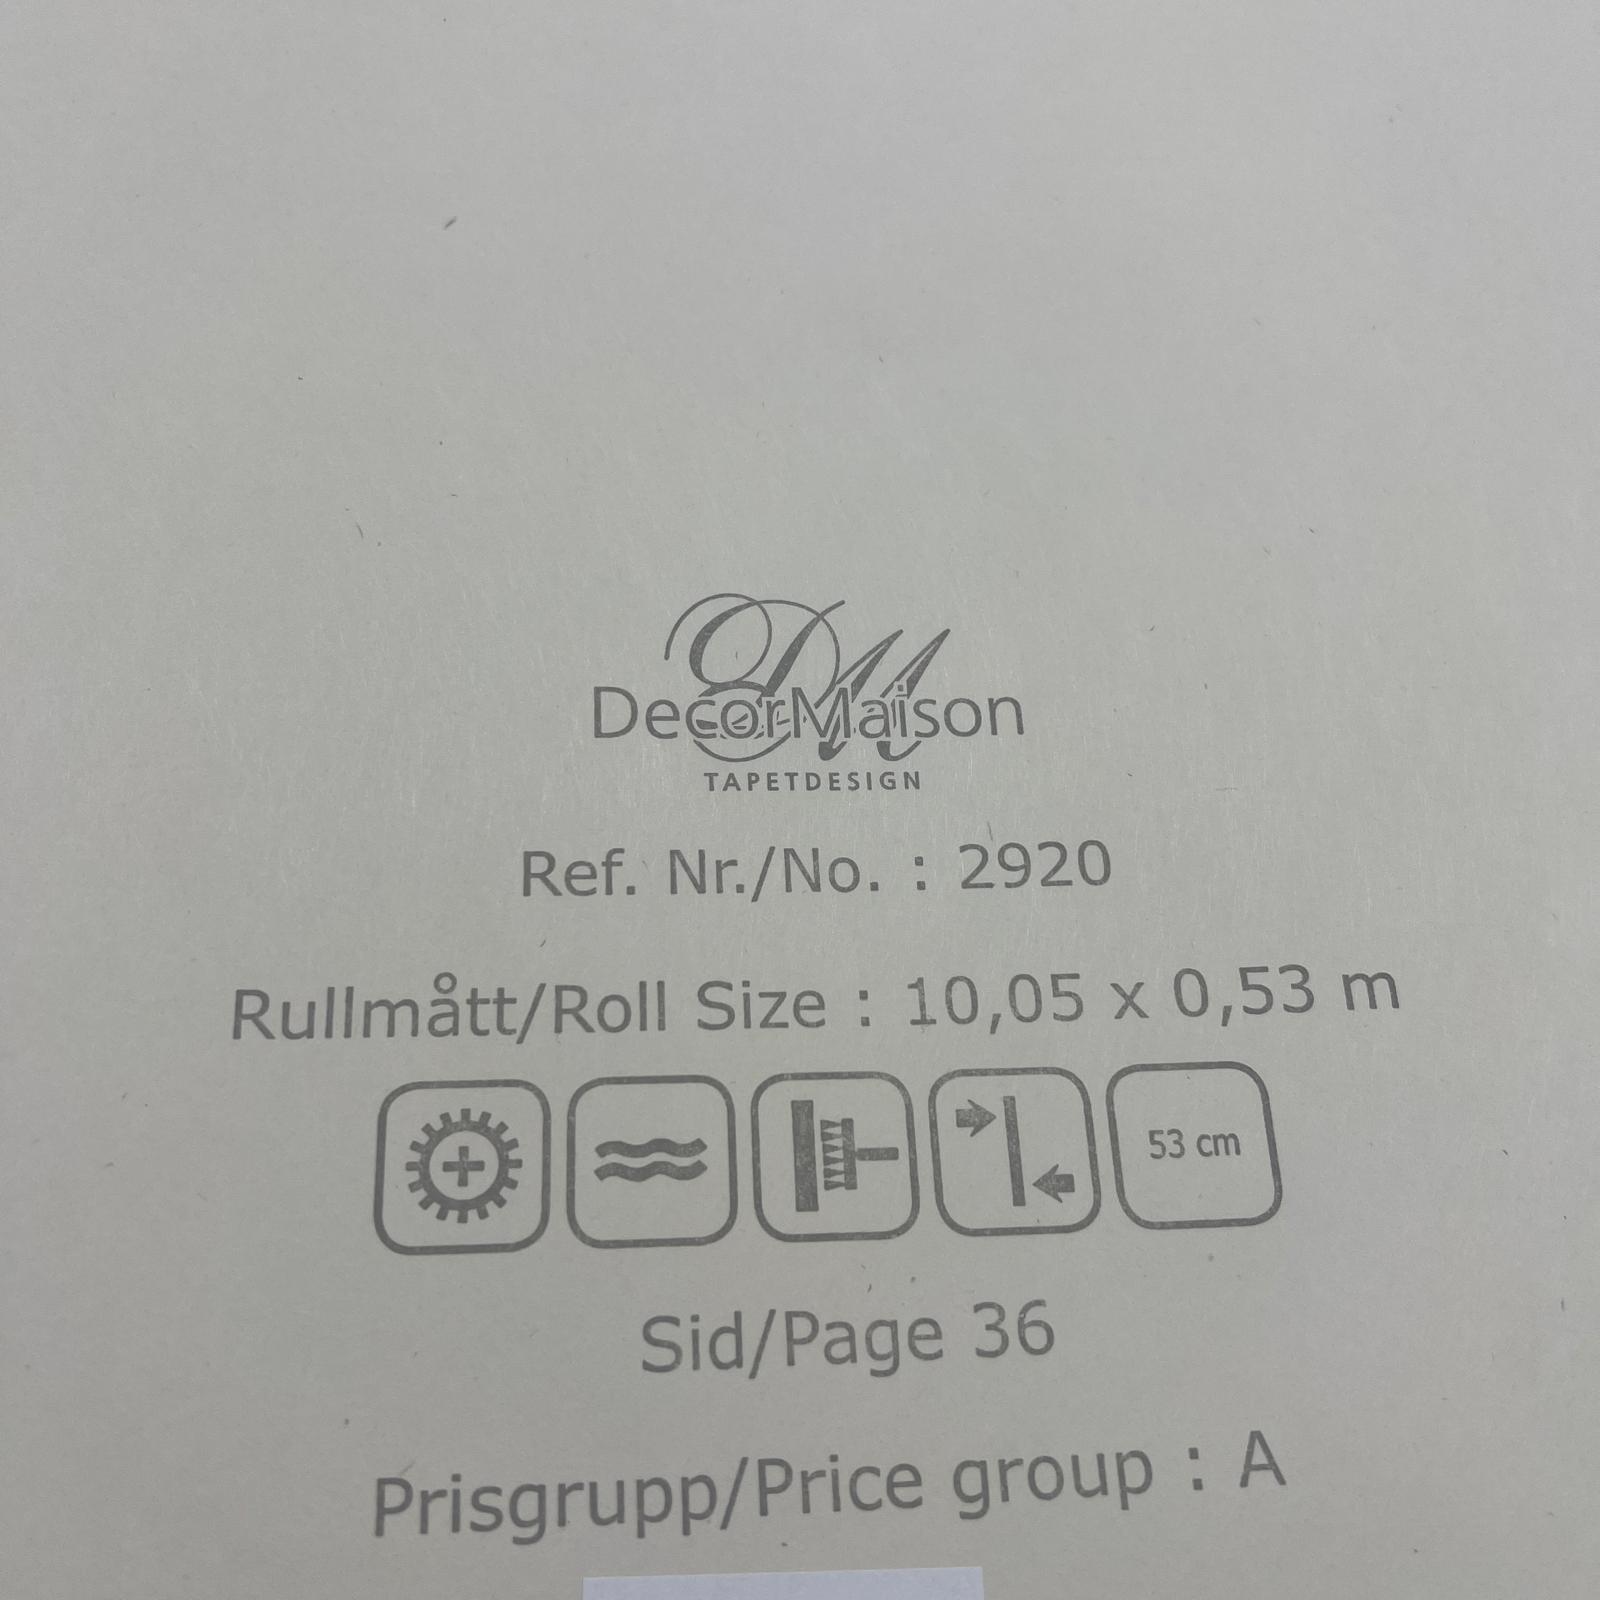 DM
DecorMaison
TAPETDESIGN
Ref. Nr./No. : 2920
Rullmått/Roll Size : 10,05 x 0,53 m
53 cm
Sid/Page 36
Prisgrupp/Price group : A